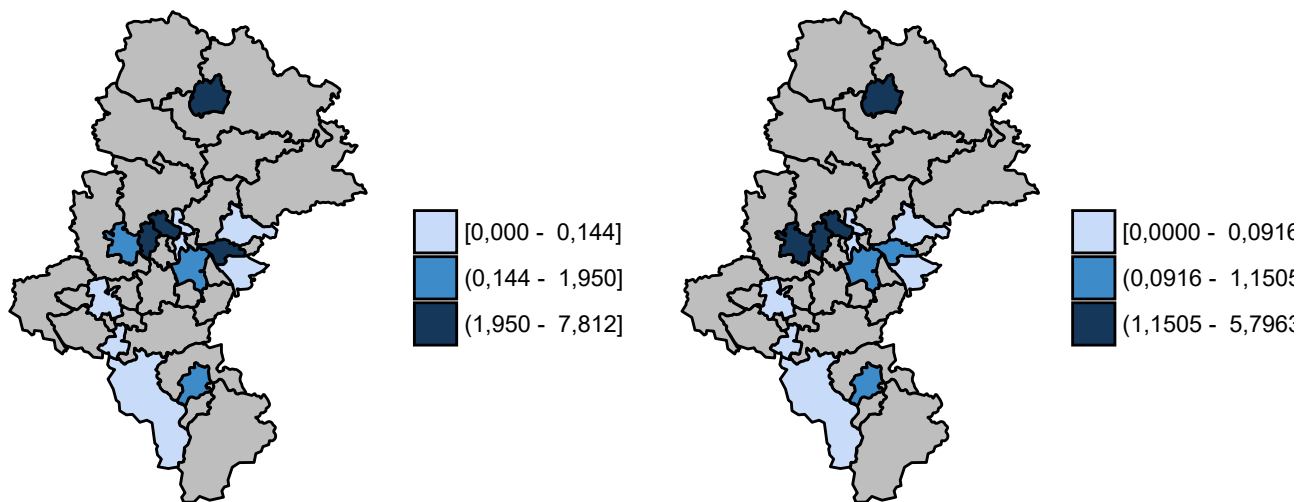 [0,000 - 0,144]
(0,144 - 1,950]
(1,950 - 7,812]
[0,0000 - 0,0916
(0,0916 - 1,1505
(1,1505 - 5,7963